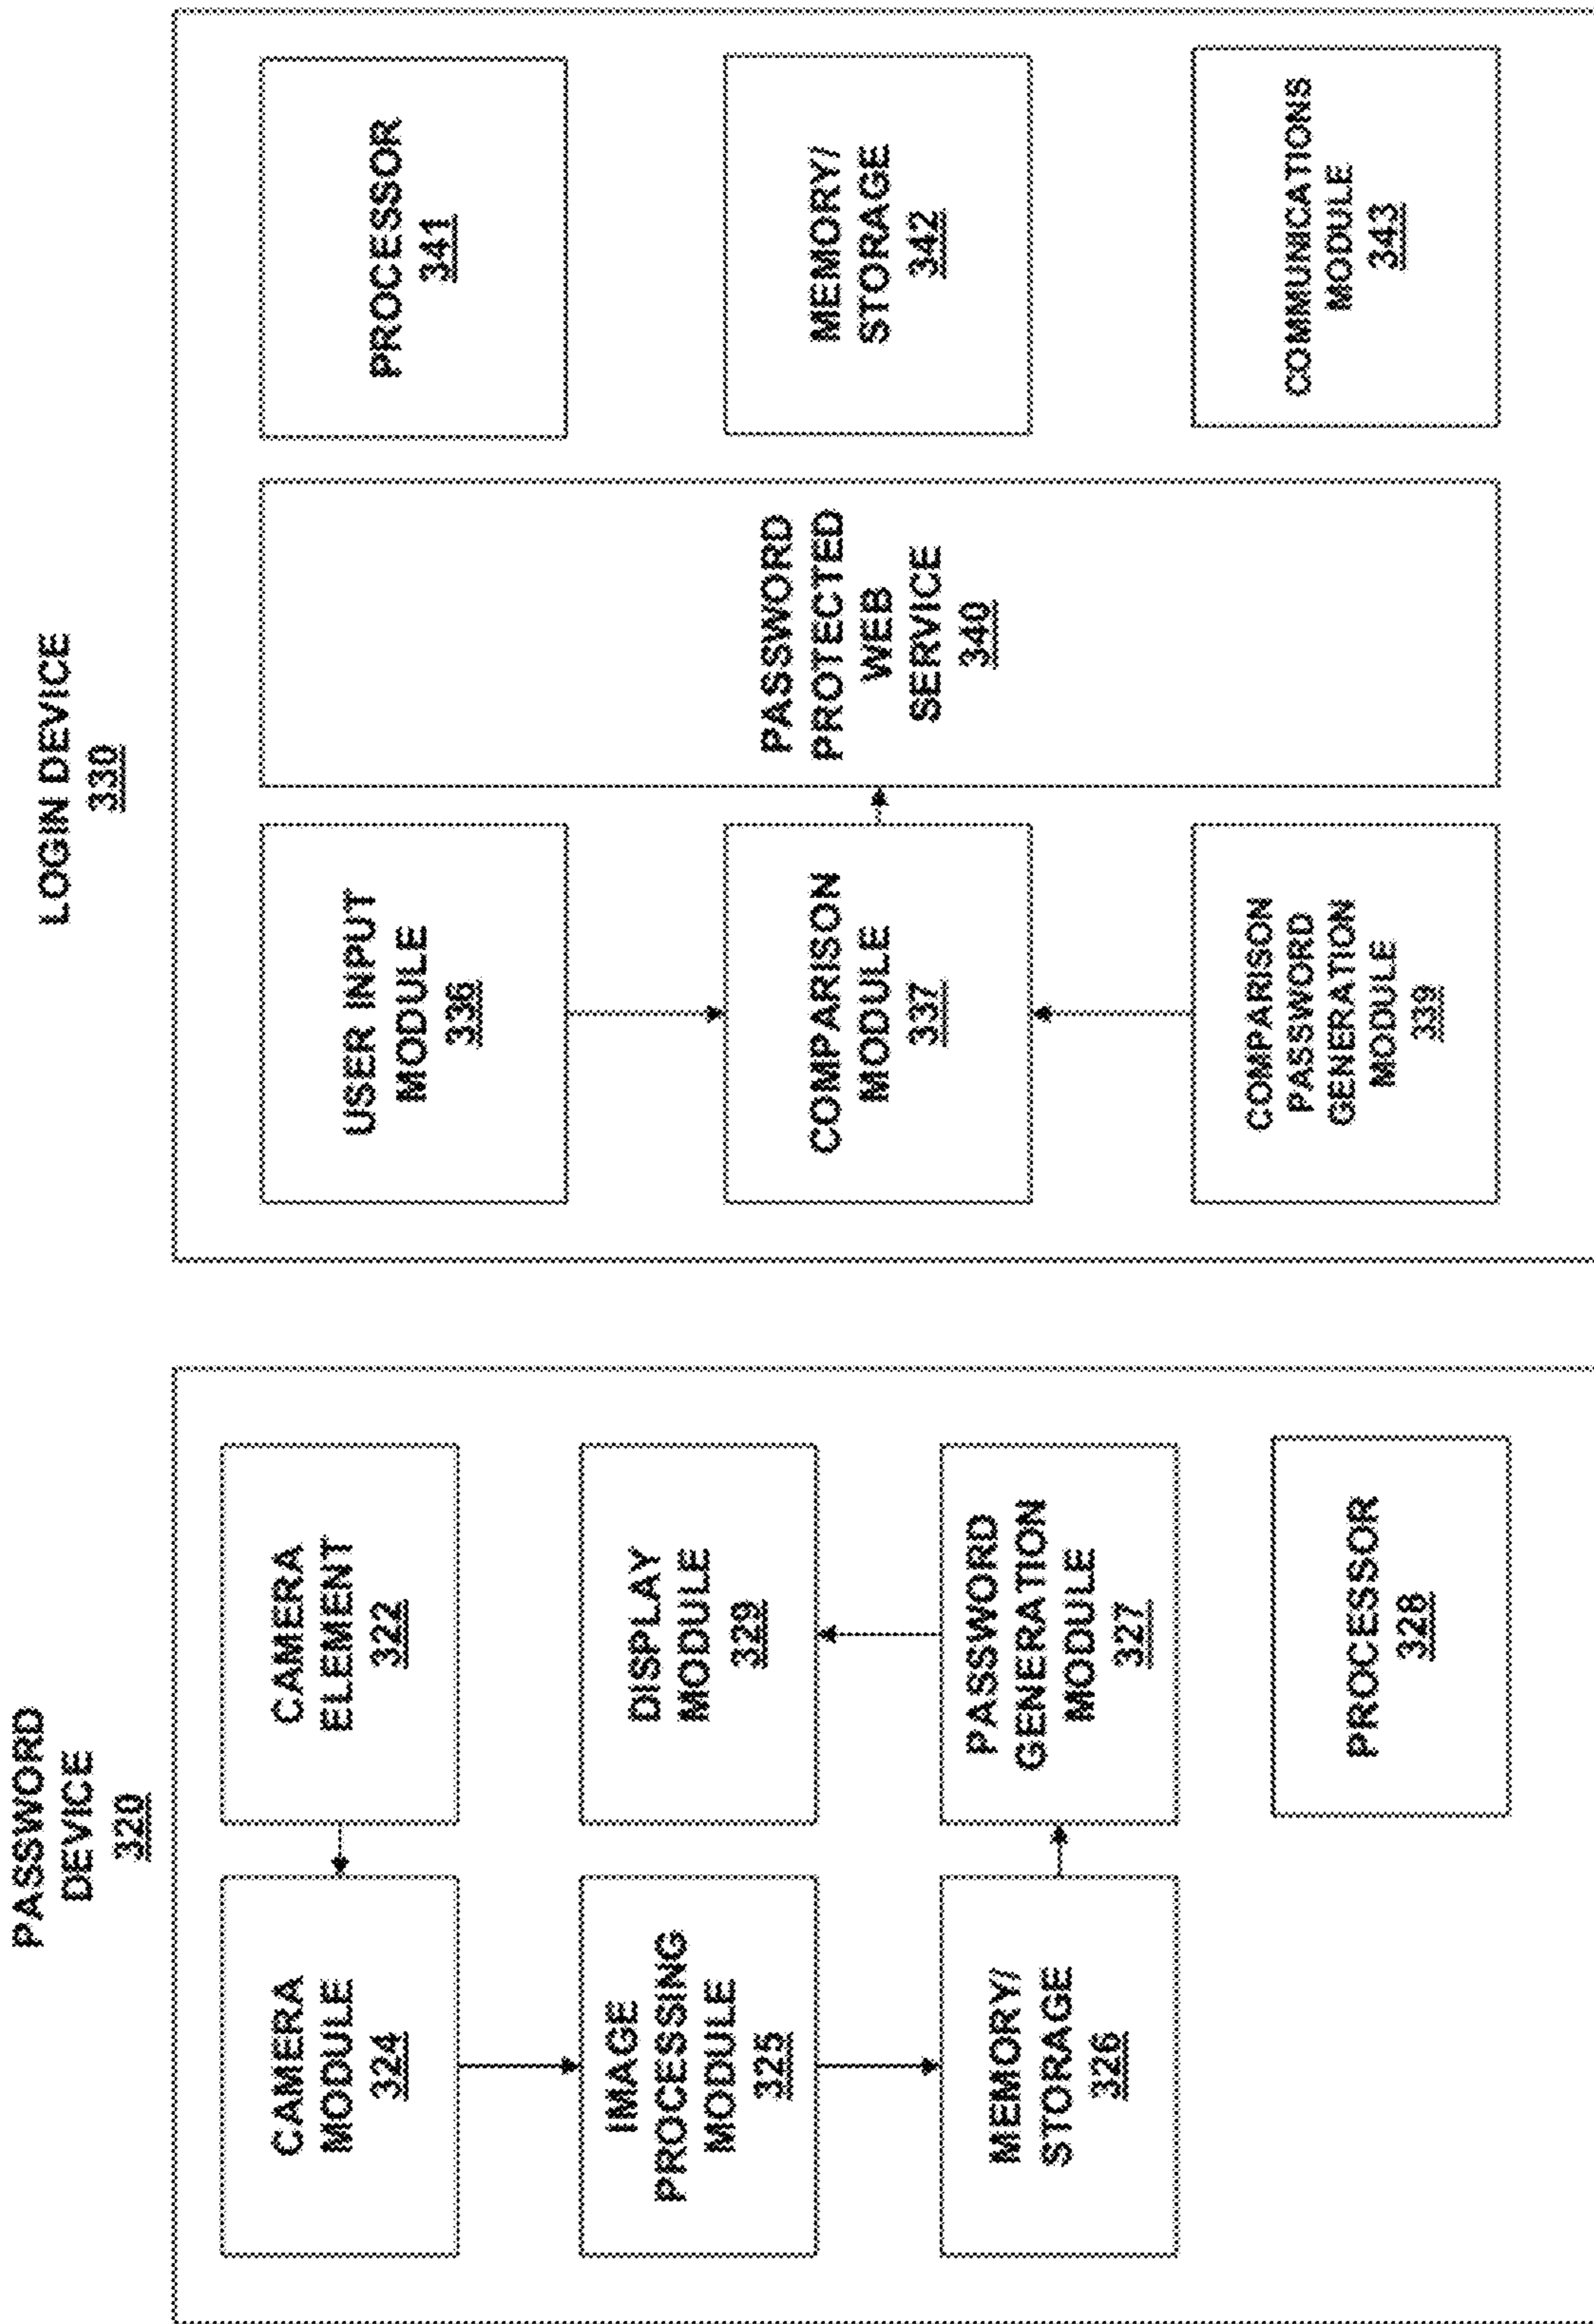 PASSWORD
DEVICE
320
CAMERA
MODULE
324
CAMERA
ELEMENT
322
IMAGE
PROCESSING
MODULE
325
DISPLAY
MODULE
329
MEMORY/
STORAGE
326
PASSWORD
GENERATION
MODULE
327
PROCESSOR
328
LOGIN DEVICE
330
USER INPUT
MODULE
336
COMPARISON
MODULE
337
COMPARISON
PASSWORD
GENERATION
MODULE
339
PASSWORD
PROTECTED
WEB
SERVICE
340
PROCESSOR
341
MEMORY/
STORAGE
342
COMMUNICATIONS
MODULE
343